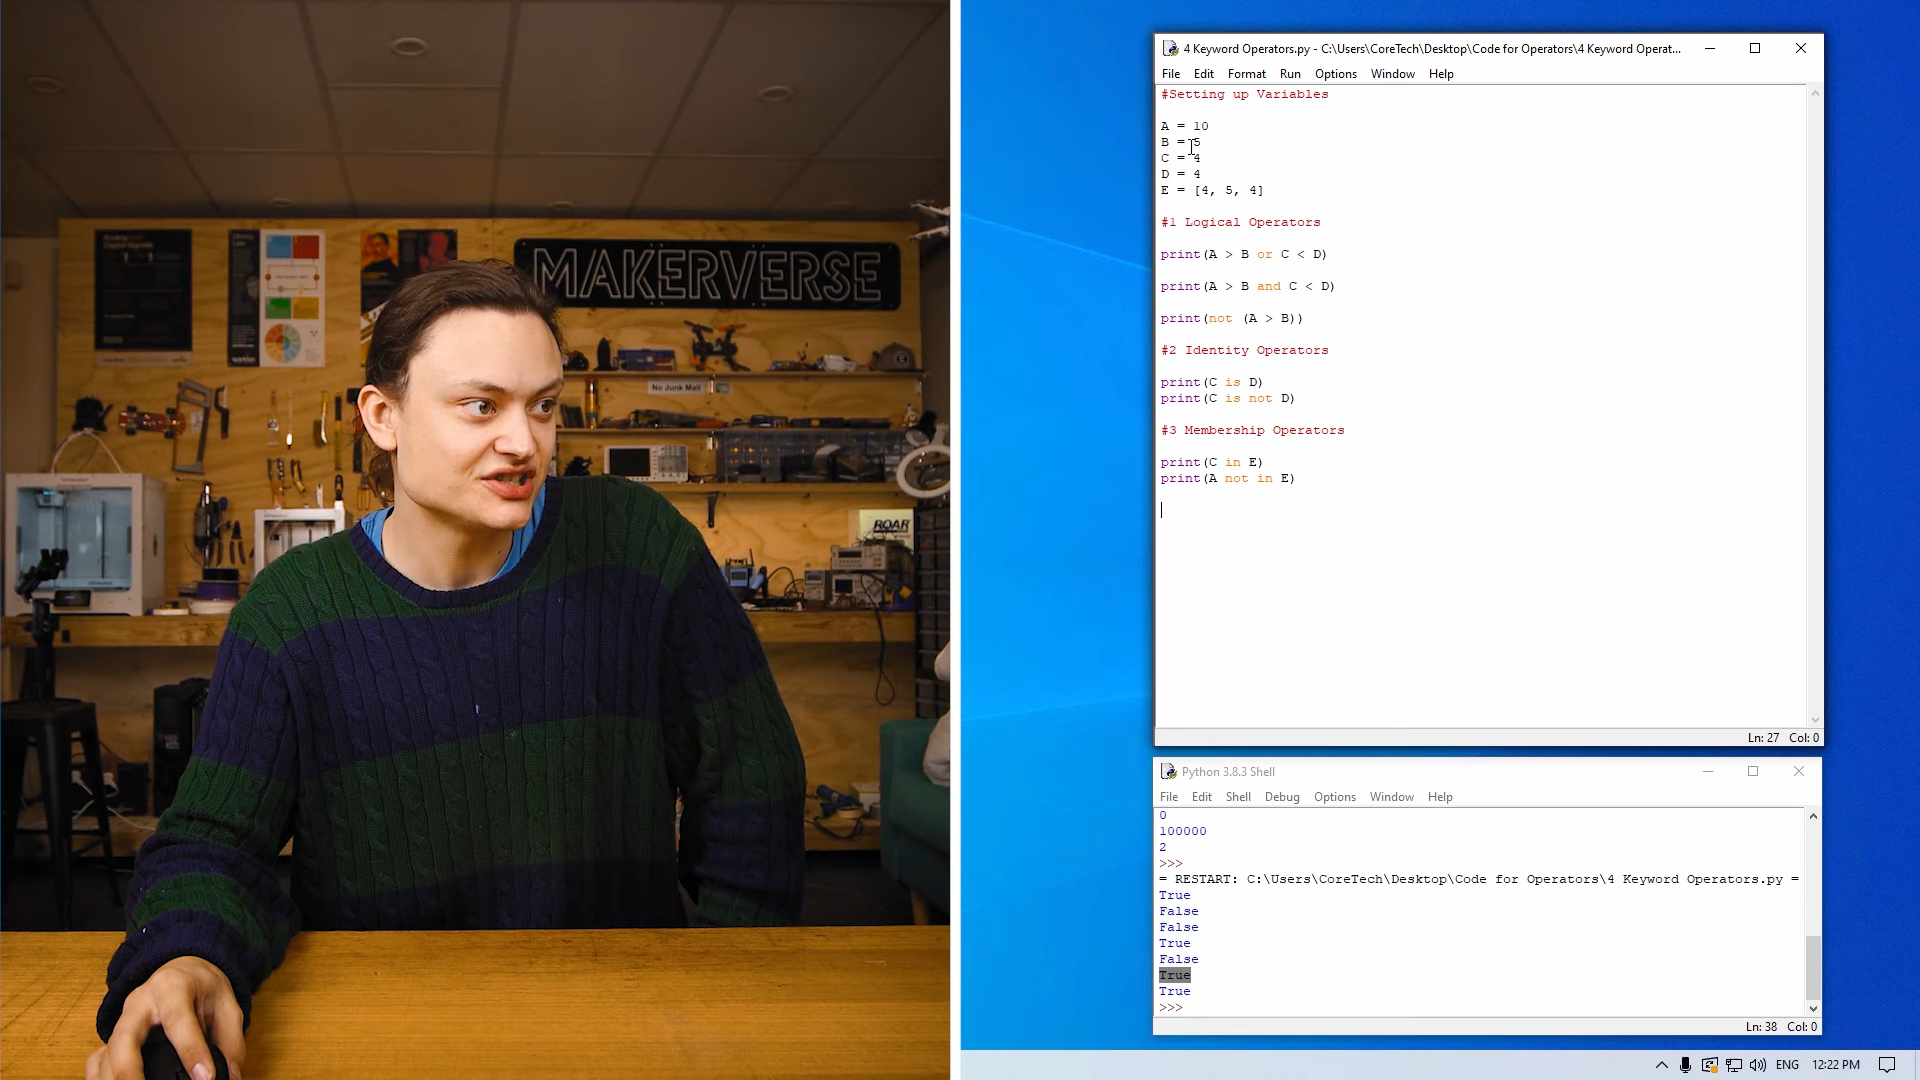 MAKERVERSE
No Junk Mail
ROAR
4 Keyword Operators.py - C:\Users\CoreTech\Desktop\Code for Operators\4 Keyword Operat...
File Edit Format Run Options Window Help
#Setting up Variables
A = 10
B = 5
C = 4
D = 4
E = [4, 5, 4]
#1 Logical Operators
print(A > B or C < D)
print(A > B and C < D)
print(not (A > B))
#2 Identity Operators
print(C is D)
print(C is not D)
#3 Membership Operators
print(C in E)
print(A not in E)
Ln: 27 Col: 0
Python 3.8.3 Shell
File Edit Shell Debug Options Window Help
0
100000
2
>>>
= RESTART: C:\Users\CoreTech\Desktop\Code for Operators\4 Keyword Operators.py =
True
False
False
True
False
True
True
>>>
Ln: 38 Col: 0
ENG 12:22 PM